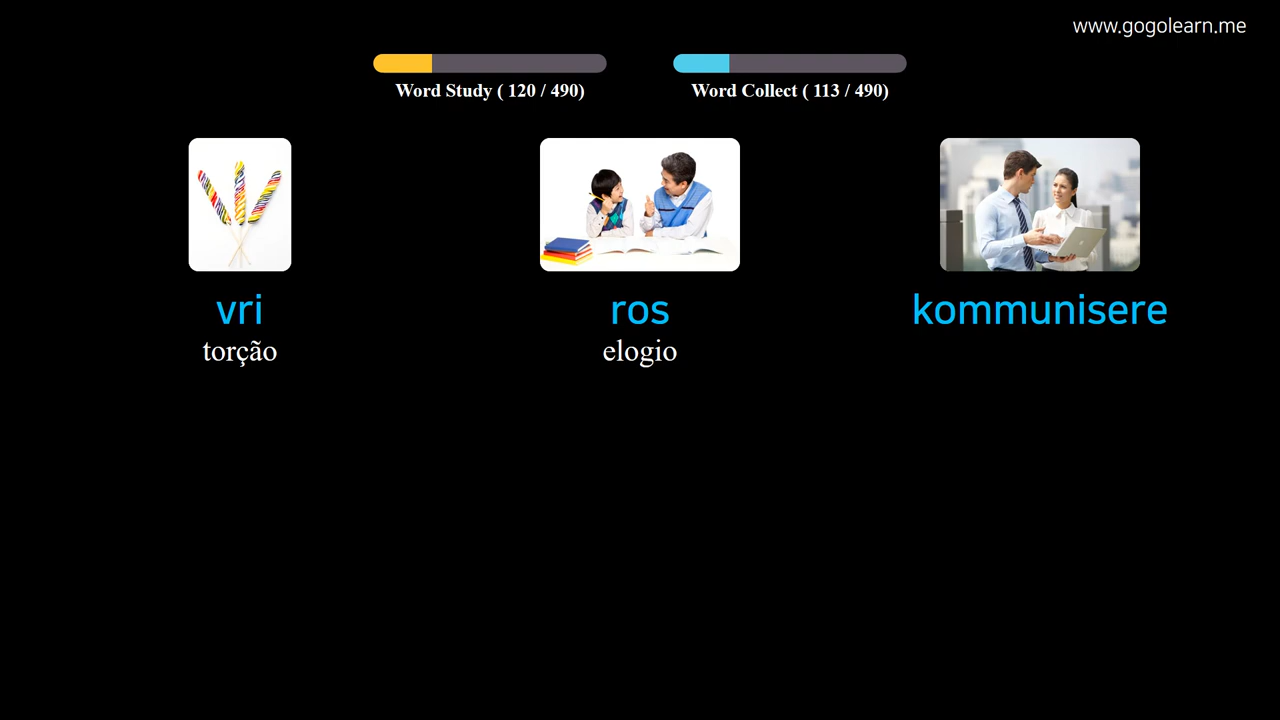 www.gogolearn.me
Word Study ( 120 / 490)
Word Collect ( 113 / 490)
vri
torção
ros
elogio
kommunisere